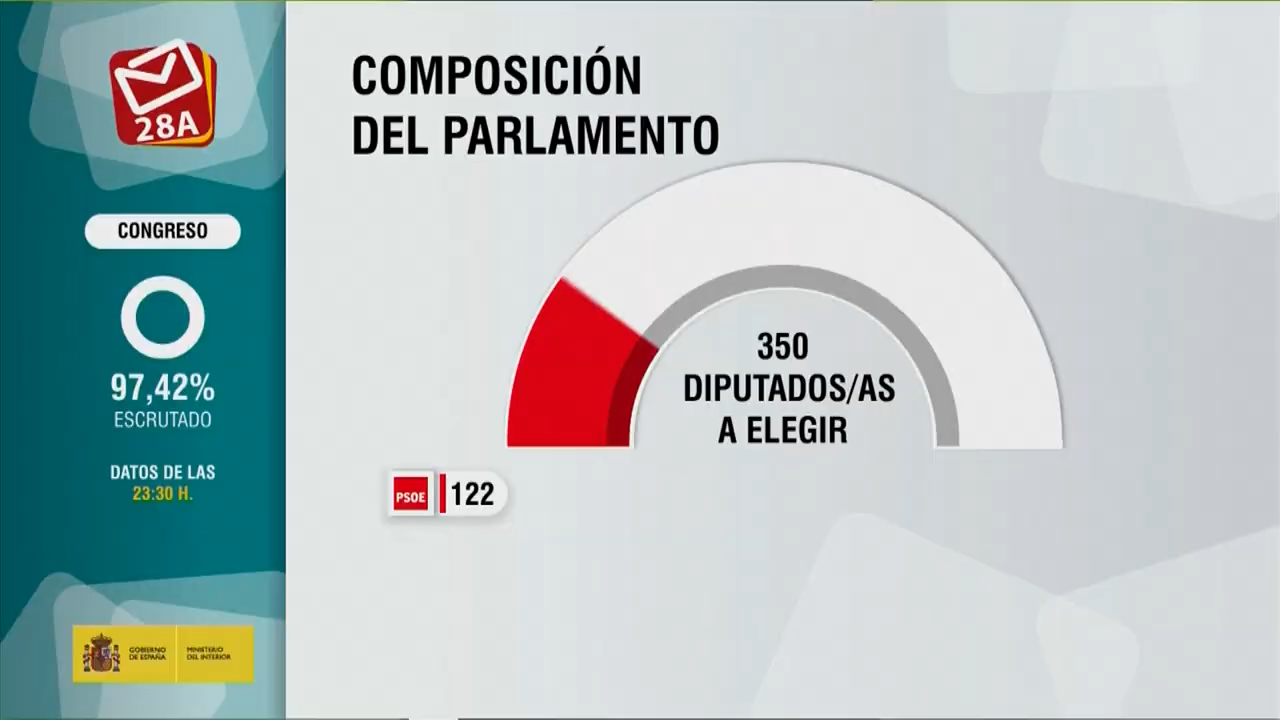 28A
CONGRESO
97,42%
ESCRUTADO
DATOS DE LAS
23:30 H.
GOBIERNO
DE ESPAÑA
MINISTERIO
DEL INTERIOR
COMPOSICIÓN
DEL PARLAMENTO
350
DIPUTADOS/AS
A ELEGIR
PSOE 122